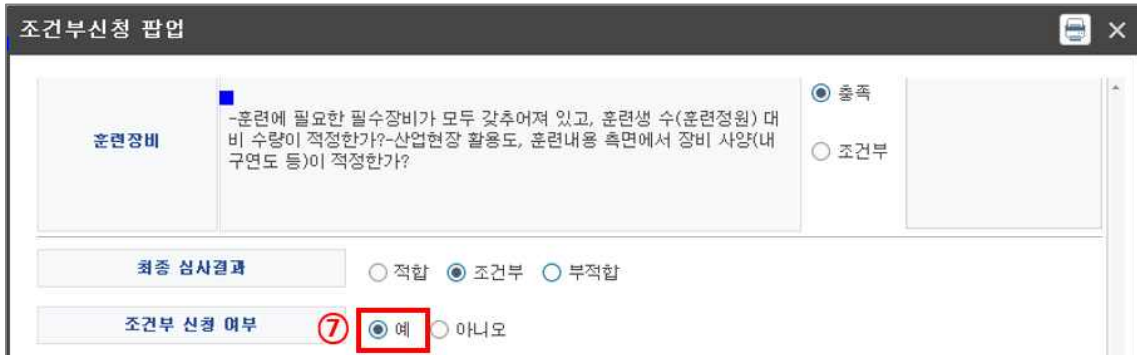 조건부신청 팝업
훈련장비
-훈련에 필요한 필수장비가 모두 갖추어져 있고, 훈련생 수(훈련정원) 대
비 수량이 적정한가?-산업현장 활용도, 훈련내용 측면에서 장비 사양(내
구연도 등)이 적정한가?
충족
조건부
최종 심사결과
적합 조건부 부적합
조건부 신청 여부
⑦ 예 아니오